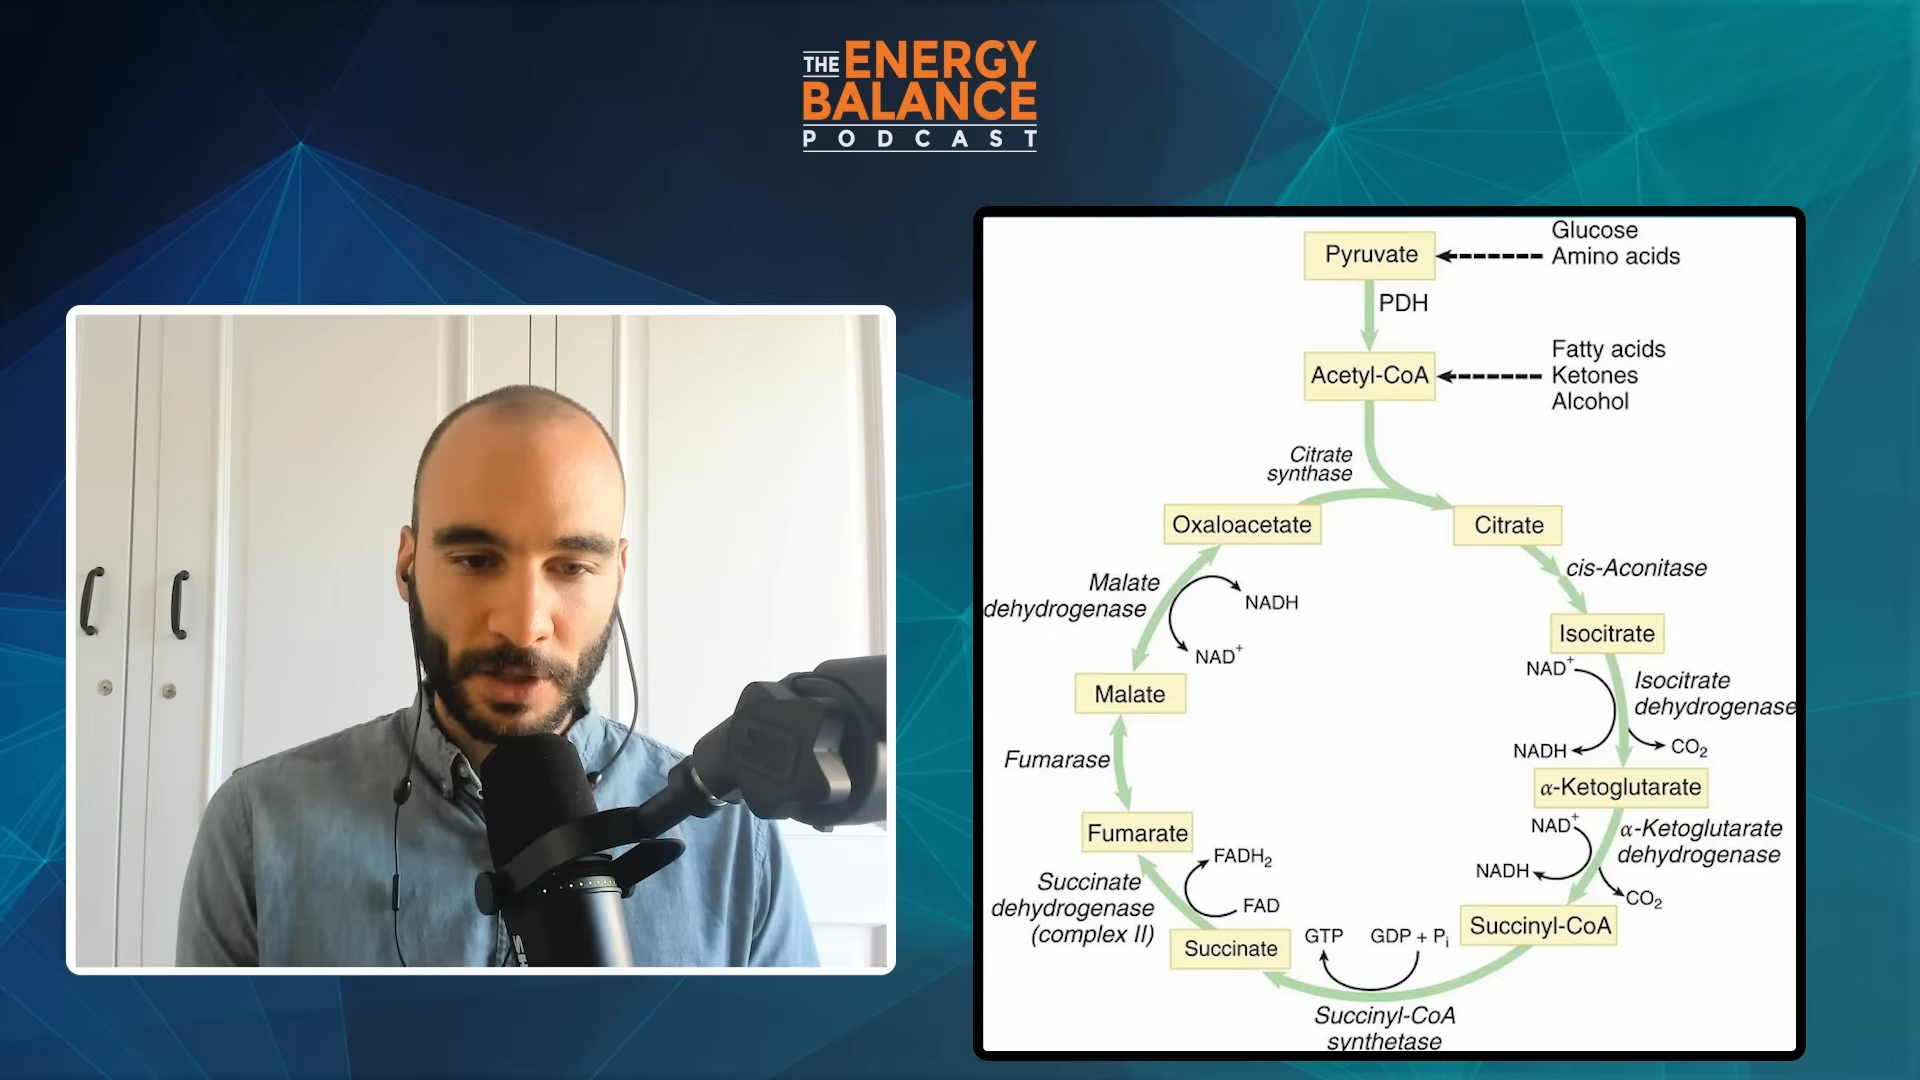 THE ENERGY
BALANCE
PODCAST
Glucose
Pyruvate
Amino acids
PDH
Fatty acids
Acetyl-CoA
Ketones
Alcohol
Citrate
synthase
Oxaloacetate
Citrate
cis-Aconitase
Malate
dehydrogenase
NADH
NAD⁺
Isocitrate
NAD⁺
Isocitrate
dehydrogenase
NADH
CO₂
Malate
Fumarase
α-Ketoglutarate
NAD⁺
α-Ketoglutarate
dehydrogenase
NADH
CO₂
Fumarate
FADH₂
FAD
Succinate
dehydrogenase
(complex II)
Succinyl-CoA
GTP
GDP + Pᵢ
Succinate
Succinyl-CoA
synthetase